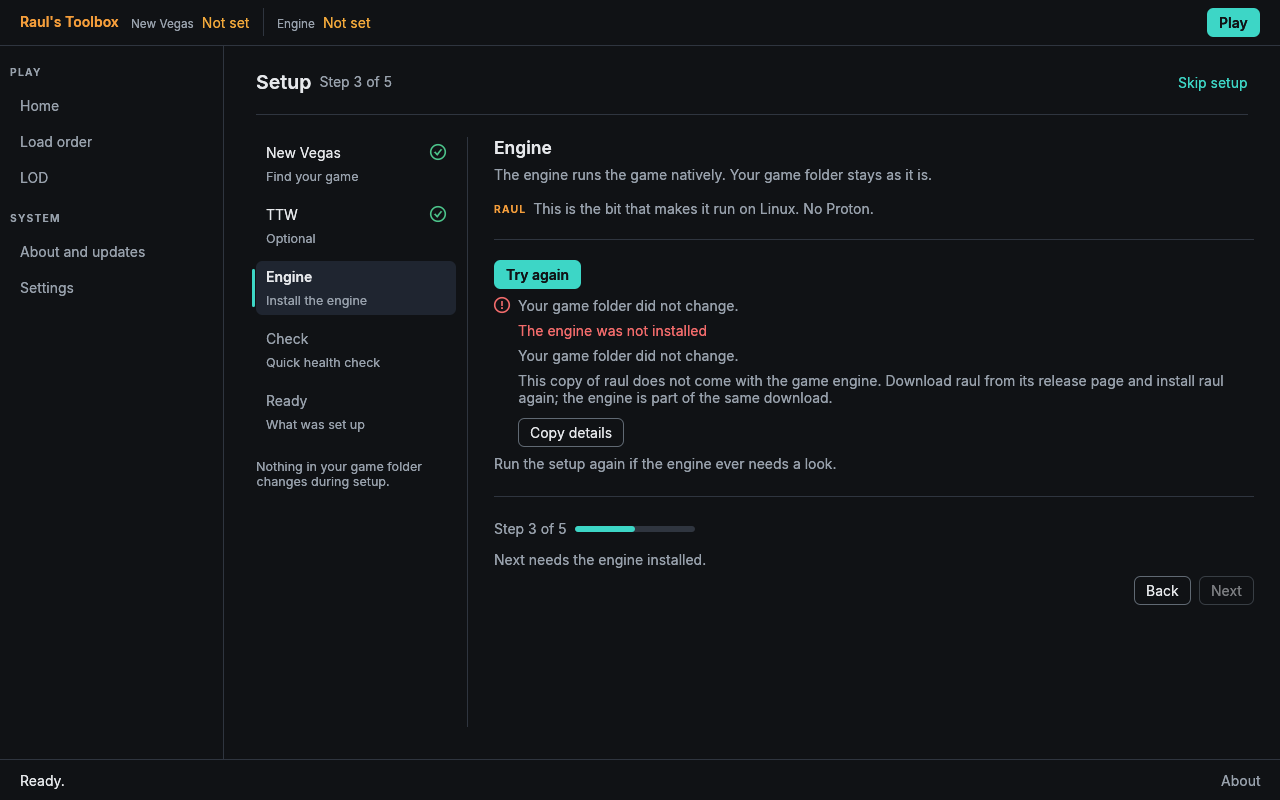 Raul's Toolbox New Vegas Not set Engine Not set Play
PLAY
Home
Load order
LOD
SYSTEM
About and updates
Settings
Setup Step 3 of 5 Skip setup
New Vegas
Find your game
TTW
Optional
Engine
Install the engine
Check
Quick health check
Ready
What was set up
Nothing in your game folder
changes during setup.
Engine
The engine runs the game natively. Your game folder stays as it is.
RAUL This is the bit that makes it run on Linux. No Proton.
Try again
Your game folder did not change.
The engine was not installed
Your game folder did not change.
This copy of raul does not come with the game engine. Download raul from its release page and install raul
again; the engine is part of the same download.
Copy details
Run the setup again if the engine ever needs a look.
Step 3 of 5
Next needs the engine installed.
Back Next
Ready. About